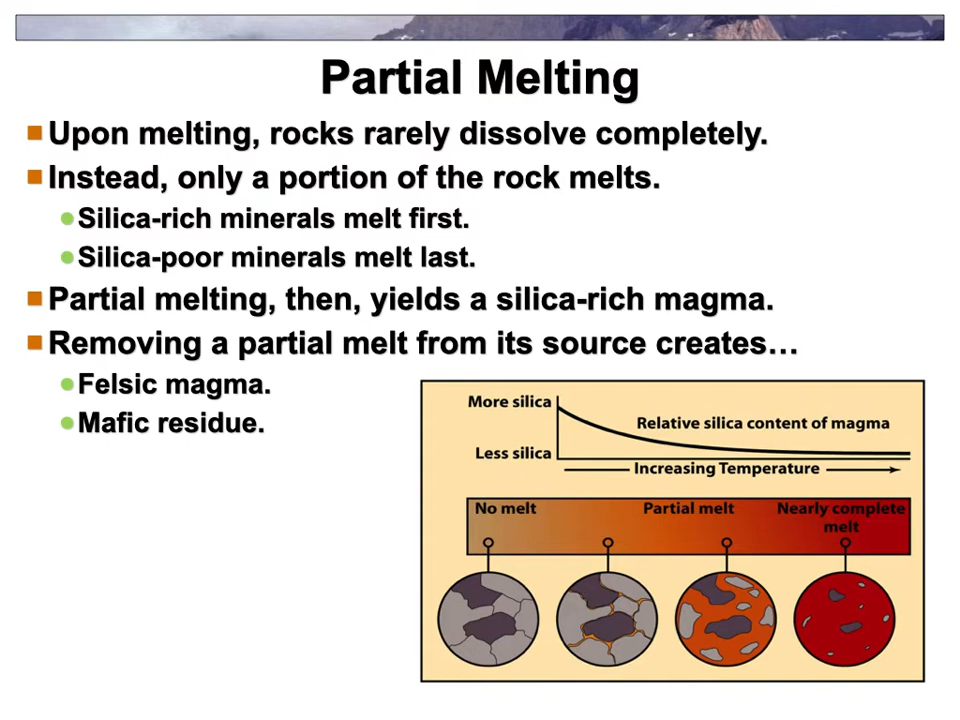 Partial Melting
Upon melting, rocks rarely dissolve completely.
Instead, only a portion of the rock melts.
Silica-rich minerals melt first.
Silica-poor minerals melt last.
Partial melting, then, yields a silica-rich magma.
Removing a partial melt from its source creates…
Felsic magma.
Mafic residue.
More silica
Relative silica content of magma
Less silica
Increasing Temperature
No melt
Partial melt
Nearly complete
melt